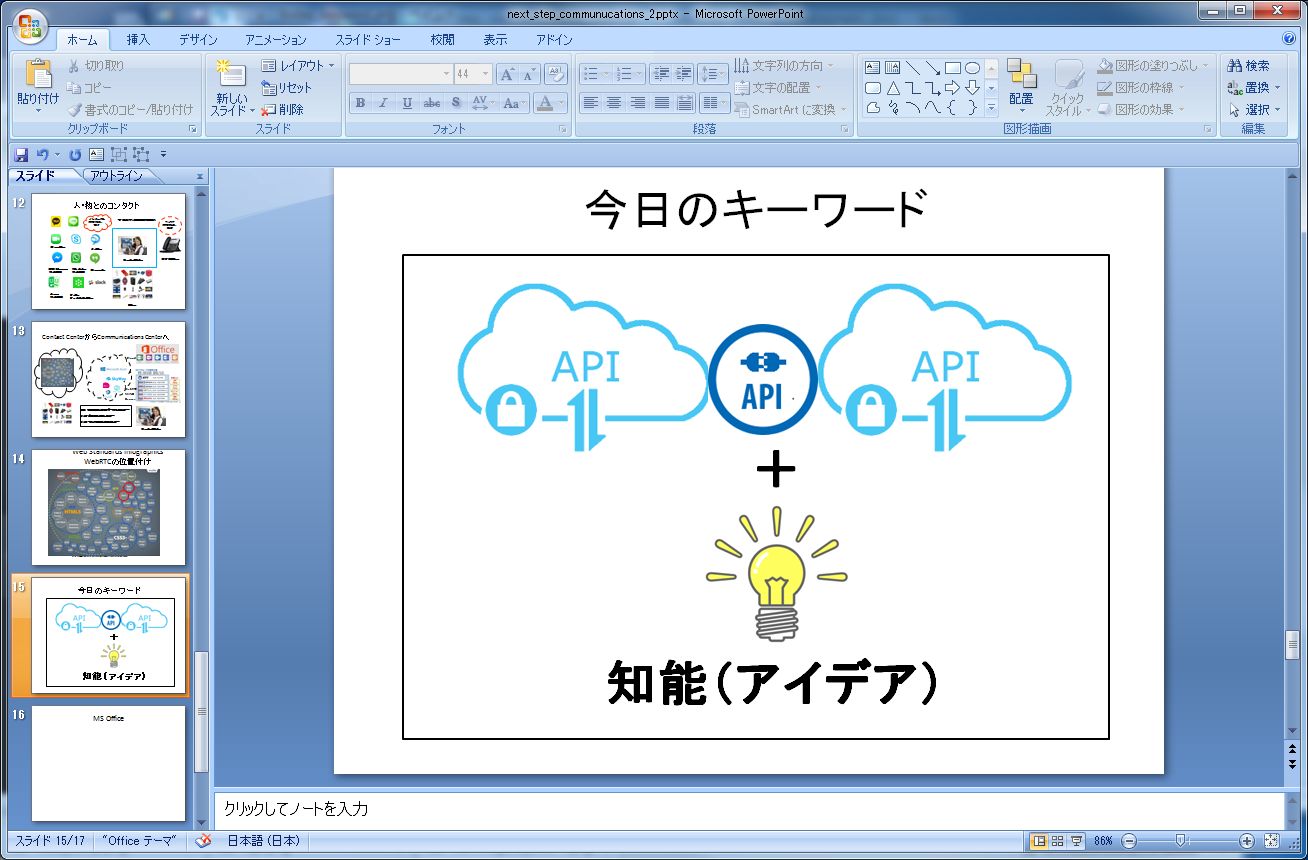 next_step_communucations_2.pptx - Microsoft PowerPoint
ホーム 挿入 デザイン アニメーション スライド ショー 校閲 表示 アドイン
貼り付け
切り取り
コピー
書式のコピー/貼り付け
クリップボード
新しい
スライド
レイアウト
リセット
削除
スライド
44
フォント
文字列の方向
文字の配置
SmartArt に変換
段落
配置
クイック
スタイル
図形の塗りつぶし
図形の枠線
図形の効果
図形描画
検索
置換
選択
編集
スライド アウトライン
12
人・物とのコンタクト
13
Contact CenterからCommunications Centerへ
Office
14
Web Standards Infographics
WebRTCの位置付け
HTML5
CSS3
15
今日のキーワード
API API API
+
知能(アイデア)
16
MS Office
今日のキーワード
API API API
+
知能(アイデア)
クリックしてノートを入力
スライド 15/17 "Office テーマ" 日本語 (日本) 86%